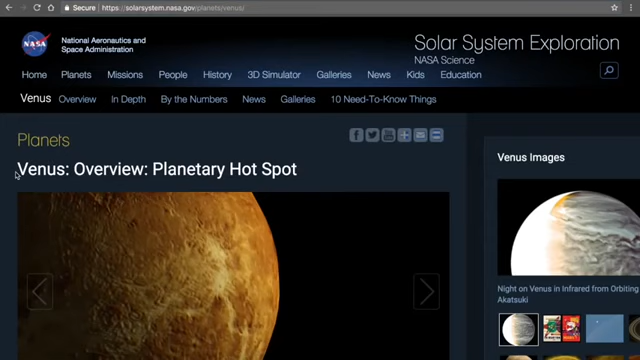 Secure https://solarsystem.nasa.gov/planets/venus/
NASA
National Aeronautics and
Space Administration
Solar System Exploration
NASA Science
Home Planets Missions People History 3D Simulator Galleries News Kids Education
Venus Overview In Depth By the Numbers News Galleries 10 Need-To-Know Things
Planets
Venus: Overview: Planetary Hot Spot
Venus Images
Night on Venus in Infrared from Orbiting
Akatsuki